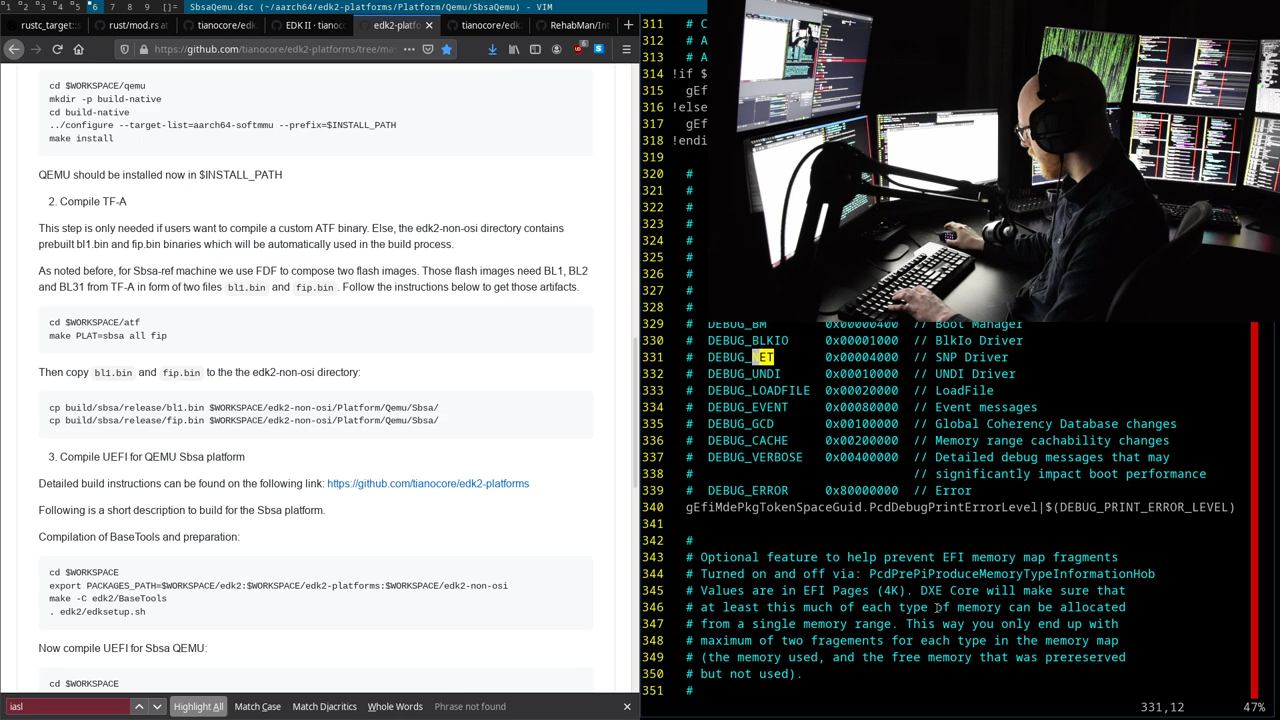 1 2 3 4 5 6 7 8 9 []= SbsaQemu.dsc (~/aarch64/edk2-platforms/Platform/Qemu/SbsaQemu) - VIM
rust_target: rust/mod.rs at EDK II · tianoc edk2-platf tianocore/edk RehabMan/Int
https://github.com/tianocore/edk2-platforms/tree/ma
cd $WORKSPACE/qemu
mkdir -p build-native
cd build-native
../configure --target-list=aarch64-softmmu --prefix=$INSTALL_PATH
make install
QEMU should be installed now in $INSTALL_PATH
2. Compile TF-A
This step is only needed if users want to compile a custom ATF binary. Else, the edk2-non-osi directory contains
prebuilt bl1.bin and fip.bin binaries which will be automatically used in the build process.
As noted before, for Sbsa-ref machine we use FDF to compose two flash images. Those flash images need BL1, BL2
and BL31 from TF-A in form of two files bl1.bin and fip.bin . Follow the instructions below to get those artifacts.
cd $WORKSPACE/atf
make PLAT=sbsa all fip
Then copy bl1.bin and fip.bin to the the edk2-non-osi directory:
cp build/sbsa/release/bl1.bin $WORKSPACE/edk2-non-osi/Platform/Qemu/Sbsa/
cp build/sbsa/release/fip.bin $WORKSPACE/edk2-non-osi/Platform/Qemu/Sbsa/
3. Compile UEFI for QEMU Sbsa platform
Detailed build instructions can be found on the following link: https://github.com/tianocore/edk2-platforms
Following is a short description to build for the Sbsa platform.
Compilation of BaseTools and preparation:
cd $WORKSPACE
export PACKAGES_PATH=$WORKSPACE/edk2:$WORKSPACE/edk2-platforms:$WORKSPACE/edk2-non-osi
make -C edk2/BaseTools
. edk2/edksetup.sh
Now compile UEFI for Sbsa QEMU:
cd $WORKSPACE
iasl Highlight All Match Case Match Diacritics Whole Words Phrase not found
311 # C
312 # A
313 # A
314 !if $
315 gEf
316 !else
317 gEf
318 !endi
319
320 #
321 #
322 #
323 #
324 #
325 #
326 #
327 #
328 #
329 # DEBUG_BM 0x00000400 // Boot Manager
330 # DEBUG_BLKIO 0x00001000 // BlkIo Driver
331 # DEBUG_NET 0x00004000 // SNP Driver
332 # DEBUG_UNDI 0x00010000 // UNDI Driver
333 # DEBUG_LOADFILE 0x00020000 // LoadFile
334 # DEBUG_EVENT 0x00080000 // Event messages
335 # DEBUG_GCD 0x00100000 // Global Coherency Database changes
336 # DEBUG_CACHE 0x00200000 // Memory range cachability changes
337 # DEBUG_VERBOSE 0x00400000 // Detailed debug messages that may
338 # // significantly impact boot performance
339 # DEBUG_ERROR 0x80000000 // Error
340 gEfiMdePkgTokenSpaceGuid.PcdDebugPrintErrorLevel|$(DEBUG_PRINT_ERROR_LEVEL)
341
342 #
343 # Optional feature to help prevent EFI memory map fragments
344 # Turned on and off via: PcdPrePiProduceMemoryTypeInformationHob
345 # Values are in EFI Pages (4K). DXE Core will make sure that
346 # at least this much of each type of memory can be allocated
347 # from a single memory range. This way you only end up with
348 # maximum of two fragements for each type in the memory map
349 # (the memory used, and the free memory that was prereserved
350 # but not used).
351 #
331,12 47%